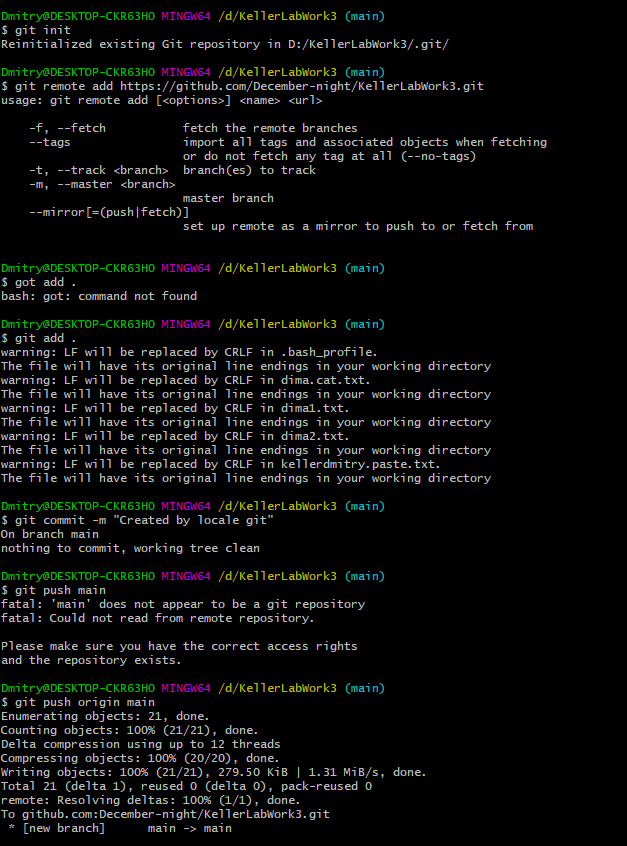 Dmitry@DESKTOP-CKR63HO MINGW64 /d/KellerLabWork3 (main)
$ git init
Reinitialized existing Git repository in D:/KellerLabWork3/.git/
Dmitry@DESKTOP-CKR63HO MINGW64 /d/KellerLabWork3 (main)
$ git remote add https://github.com/December-night/KellerLabWork3.git
usage: git remote add [<options>] <name> <url>
-f, --fetch fetch the remote branches
--tags import all tags and associated objects when fetching
or do not fetch any tag at all (--no-tags)
-t, --track <branch> branch(es) to track
-m, --master <branch>
master branch
--mirror[=(push|fetch)]
set up remote as a mirror to push to or fetch from
Dmitry@DESKTOP-CKR63HO MINGW64 /d/KellerLabWork3 (main)
$ got add .
bash: got: command not found
Dmitry@DESKTOP-CKR63HO MINGW64 /d/KellerLabWork3 (main)
$ git add .
warning: LF will be replaced by CRLF in .bash_profile.
The file will have its original line endings in your working directory
warning: LF will be replaced by CRLF in dima.cat.txt.
The file will have its original line endings in your working directory
warning: LF will be replaced by CRLF in dima1.txt.
The file will have its original line endings in your working directory
warning: LF will be replaced by CRLF in dima2.txt.
The file will have its original line endings in your working directory
warning: LF will be replaced by CRLF in kellerdmitry.paste.txt.
The file will have its original line endings in your working directory
Dmitry@DESKTOP-CKR63HO MINGW64 /d/KellerLabWork3 (main)
$ git commit -m "Created by locale git"
On branch main
nothing to commit, working tree clean
Dmitry@DESKTOP-CKR63HO MINGW64 /d/KellerLabWork3 (main)
$ git push main
fatal: 'main' does not appear to be a git repository
fatal: Could not read from remote repository.
Please make sure you have the correct access rights
and the repository exists.
Dmitry@DESKTOP-CKR63HO MINGW64 /d/KellerLabWork3 (main)
$ git push origin main
Enumerating objects: 21, done.
Counting objects: 100% (21/21), done.
Delta compression using up to 12 threads
Compressing objects: 100% (20/20), done.
Writing objects: 100% (21/21), 279.50 KiB | 1.31 MiB/s, done.
Total 21 (delta 1), reused 0 (delta 0), pack-reused 0
remote: Resolving deltas: 100% (1/1), done.
To github.com:December-night/KellerLabWork3.git
* [new branch] main -> main